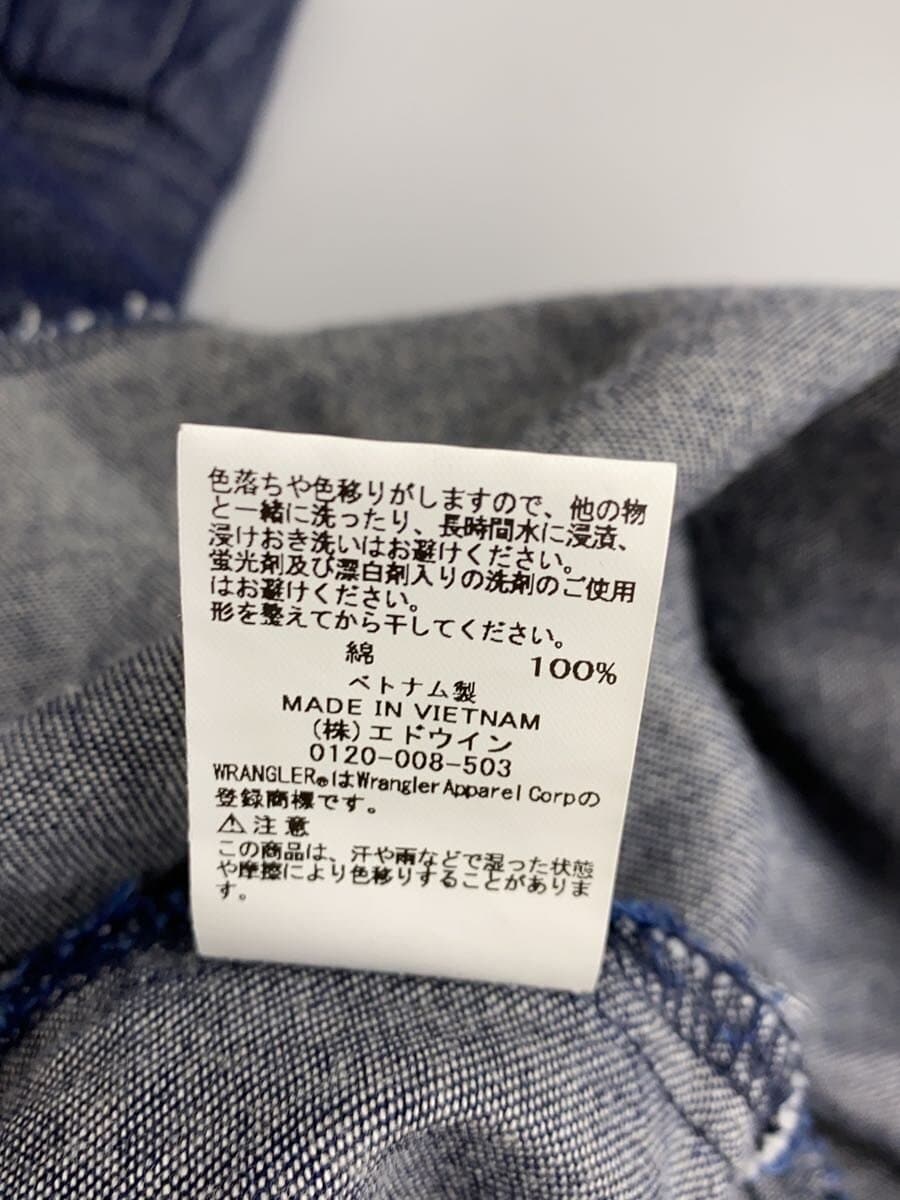 色落ちや色移りがしますので、他の物
と一緒に洗ったり、長時間水に浸漬、
浸けおき洗いはお避けください。
蛍光剤及び漂白剤入りの洗剤のご使用
はお避けください。
形を整えてから干してください。
綿 100%
ベトナム製
MADE IN VIETNAM
(株)エドウイン
0120-008-503
WRANGLER®はWrangler Apparel Corpの
登録商標です。
⚠注意
この商品は、汗や雨などで湿った状態
や摩擦により色移りすることがありま
す。